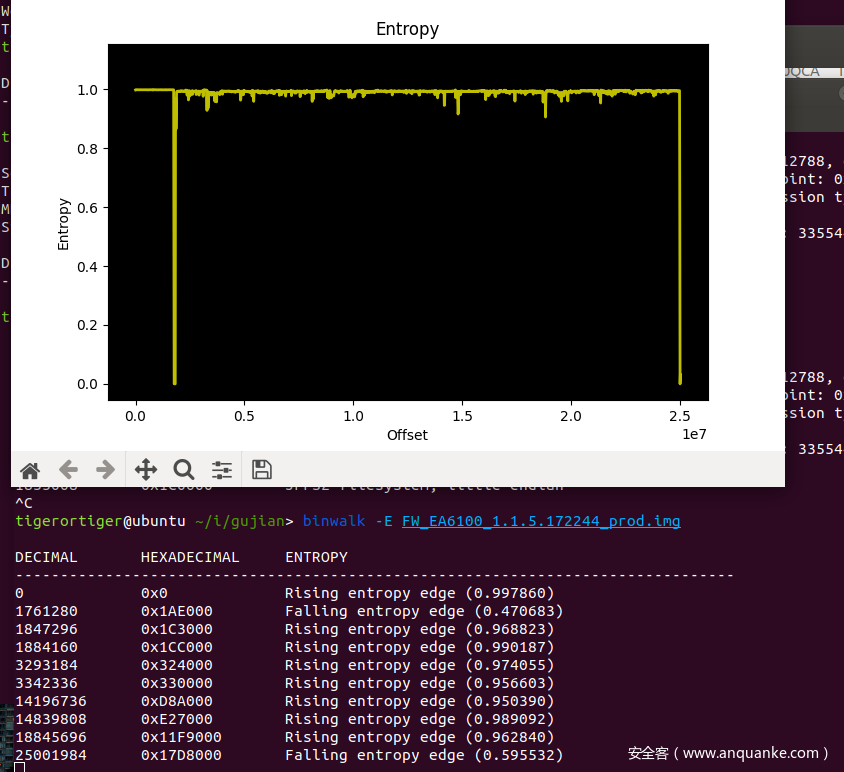 W
T
t
D
-
t
S
T
M
S
D
-
t
Entropy
1.0
0.8
0.6
0.4
0.2
0.0
Entropy
0.0
0.5
1.0
1.5
2.0
2.5
1e7
Offset
12788,
oint: 0
ssion t
33554
12788,
oint: 0
ssion t
33554
^C
tigerortiger@ubuntu ~/i/gujian> binwalk -E FW_EA6100_1.1.5.172244_prod.img
DECIMAL HEXADECIMAL ENTROPY
--------------------------------------------------------------------------------
0 0x0 Rising entropy edge (0.997860)
1761280 0x1AE000 Falling entropy edge (0.470683)
1847296 0x1C3000 Rising entropy edge (0.968823)
1884160 0x1CC000 Rising entropy edge (0.990187)
3293184 0x324000 Rising entropy edge (0.974055)
3342336 0x330000 Rising entropy edge (0.956603)
14196736 0xD8A000 Rising entropy edge (0.950390)
14839808 0xE27000 Rising entropy edge (0.989092)
18845696 0x11F9000 Rising entropy edge (0.962840)
25001984 0x17D8000 Falling entropy edge (0.595532)
安全客（www.anquanke.com）